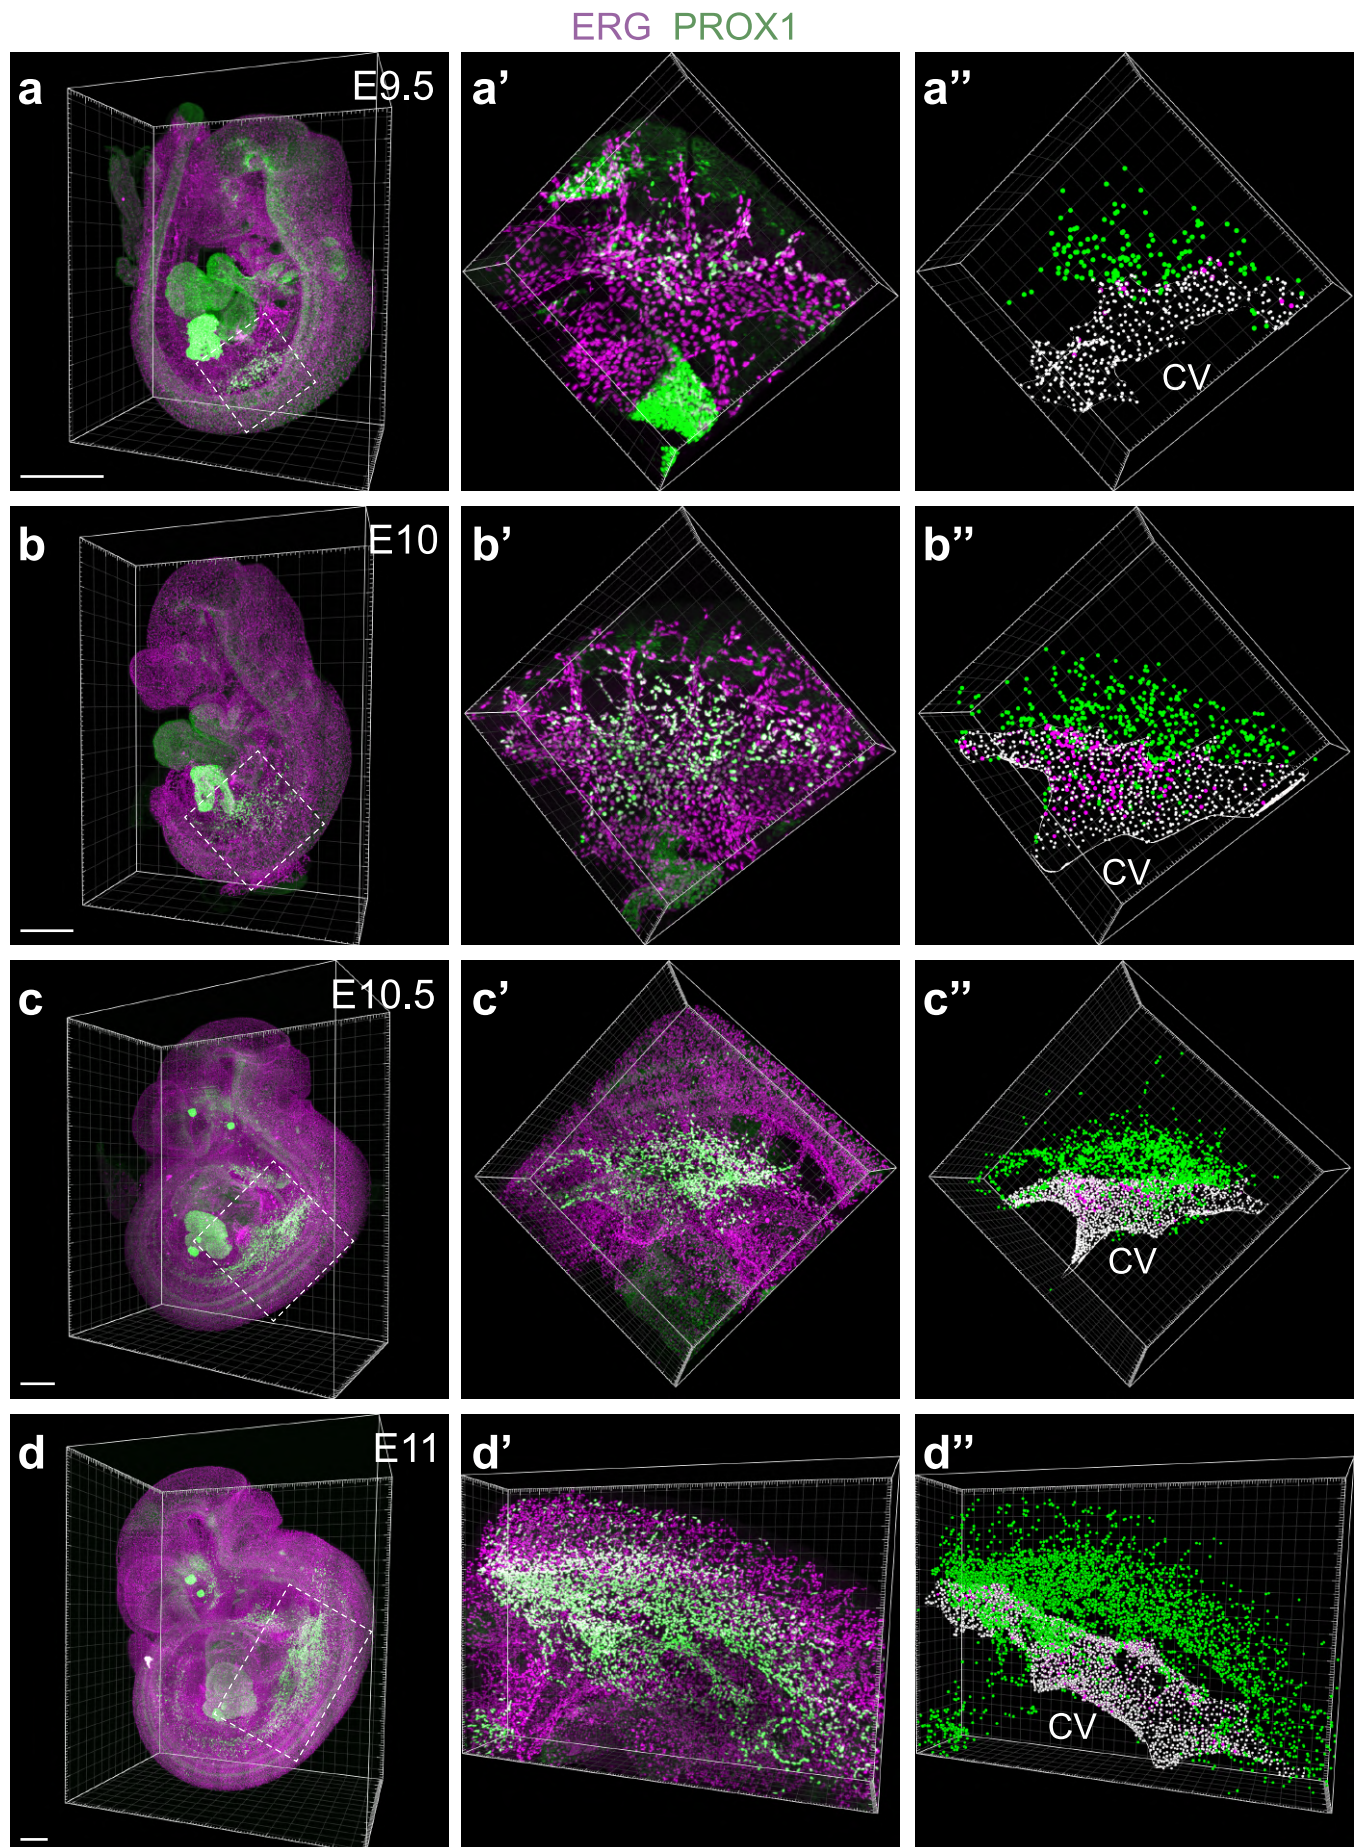 ERG PROX1
a E9.5 a’ a”
CV
b E10 b’ b”
CV
c E10.5 c’ c”
CV
d E11 d’ d”
CV